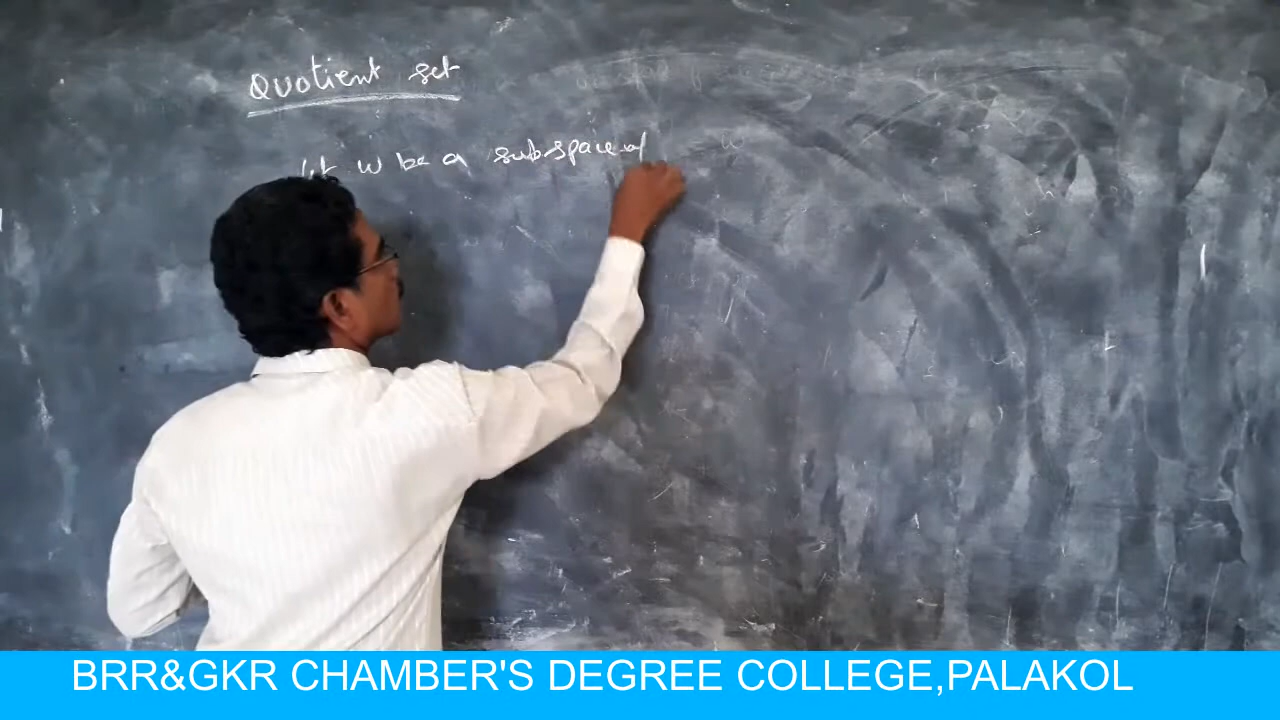 Quotient set
Let W be a subspace of
BRR&GKR CHAMBER'S DEGREE COLLEGE,PALAKOL